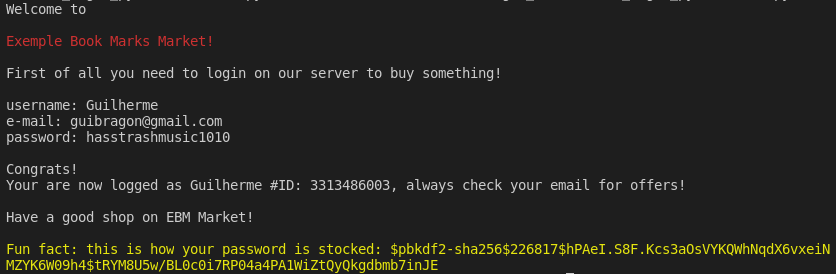 Welcome to
Exemple Book Marks Market!
First of all you need to login on our server to buy something!
username: Guilherme
e-mail: guibragon@gmail.com
password: hasstrashmusic1010
Congrats!
Your are now logged as Guilherme #ID: 3313486003, always check your email for offers!
Have a good shop on EBM Market!
Fun fact: this is how your password is stocked: $pbkdf2-sha256$226817$hPAeI.S8F.Kcs3aOsVYKQWhNqdX6vxeiN
MZYK6W09h4$tRYM8U5w/BL0c0i7RP04a4PA1WiZtQyQkgdbmb7inJE